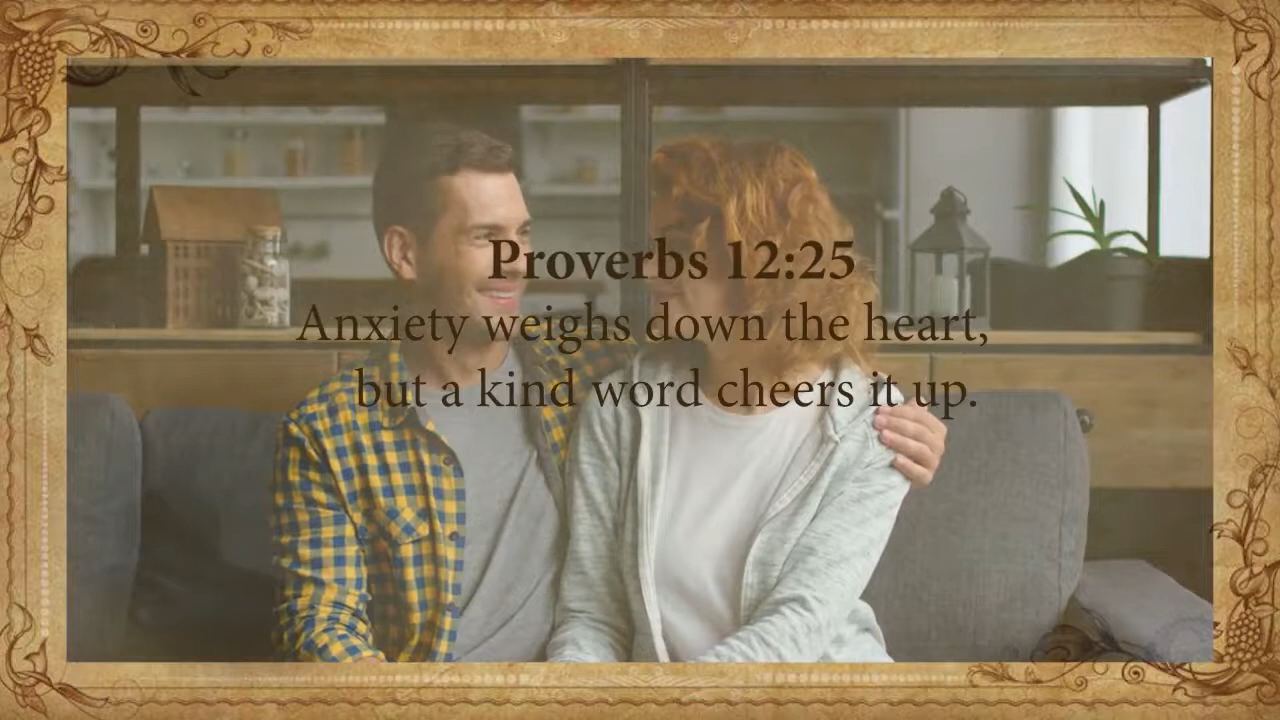 Proverbs 12:25
Anxiety weighs down the heart,
but a kind word cheers it up.